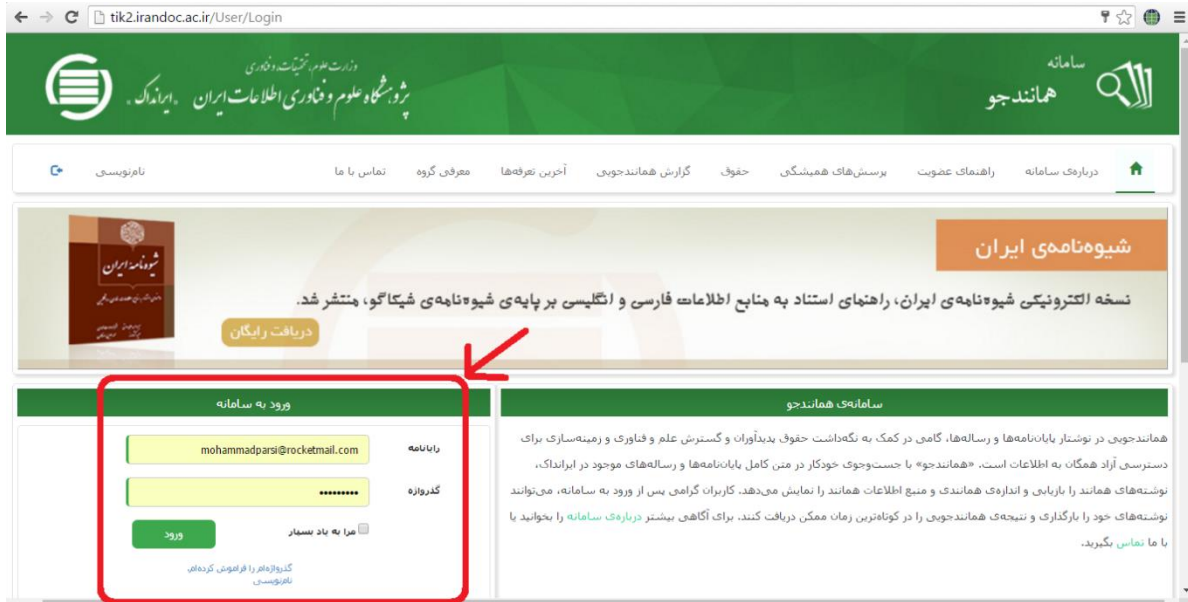 tik2.irandoc.ac.ir/User/Login
سامانه
همانندجو
وزارت علوم، تحقیقات و فناوری
پژوهشگاه علوم و فناوری اطلاعات ایران «ایرانداک»
درباره‌ی سامانه راهنمای عضویت پرسش‌های همیشگی حقوق گزارش همانندجویی آخرین تعرفه‌ها معرفی گروه تماس با ما نام‌نویسی
شیوه‌نامه‌ی ایران
نسخه الکترونیکی شیوه‌نامه‌ی ایران، راهنمای استناد به منابع اطلاعات فارسی و انگلیسی بر پایه‌ی شیوه‌نامه‌ی شیکاگو، منتشر شد.
دریافت رایگان
شیوه‌نامهٔ ایران
سامانه‌ی همانندجو
همانندجویی در نوشتار پایان‌نامه‌ها و رساله‌ها، گامی در کمک به نگه‌داشت حقوق پدیدآوران و گسترش علم و فناوری و زمینه‌سازی برای
دسترسی آزاد همگان به اطلاعات است. «همانندجو» با جست‌وجوی خودکار در متن کامل پایان‌نامه‌ها و رساله‌های موجود در ایرانداک،
نوشته‌های همانند را بازیابی و اندازه‌ی همانندی و منبع اطلاعات همانند را نمایش می‌دهد. کاربران گرامی پس از ورود به سامانه، می‌توانند
نوشته‌های خود را بارگذاری و نتیجه‌ی همانندجویی را در کوتاه‌ترین زمان ممکن دریافت کنند. برای آگاهی بیشتر درباره‌ی سامانه را بخوانید یا
با ما تماس بگیرید.
ورود به سامانه
رایانامه mohammadparsi@rocketmail.com
گذرواژه •••••••••
مرا به یاد بسپار
ورود
گذرواژه‌ام را فراموش کرده‌ام.
نام‌نویسی